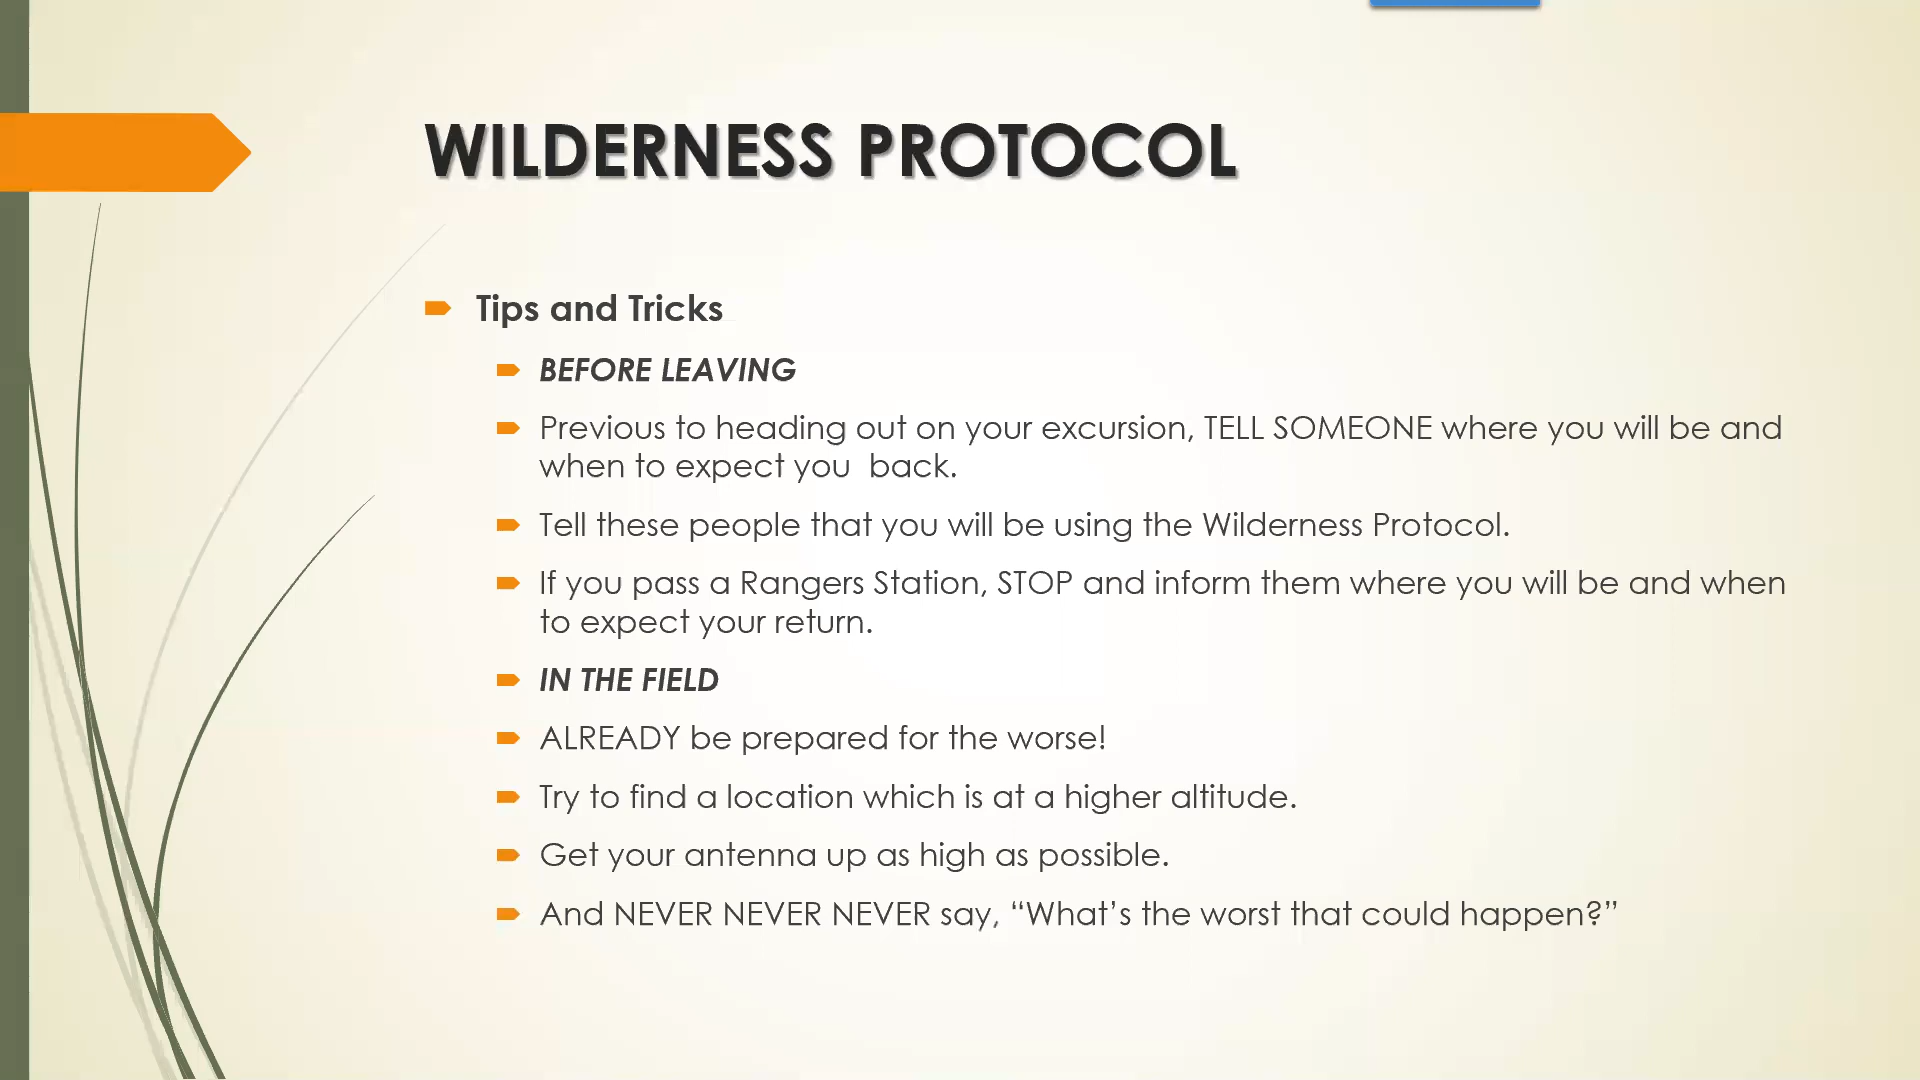 WILDERNESS PROTOCOL
Tips and Tricks
BEFORE LEAVING
Previous to heading out on your excursion, TELL SOMEONE where you will be and
when to expect you  back.
Tell these people that you will be using the Wilderness Protocol.
If you pass a Rangers Station, STOP and inform them where you will be and when
to expect your return.
IN THE FIELD
ALREADY be prepared for the worse!
Try to find a location which is at a higher altitude.
Get your antenna up as high as possible.
And NEVER NEVER NEVER say, “What’s the worst that could happen?”